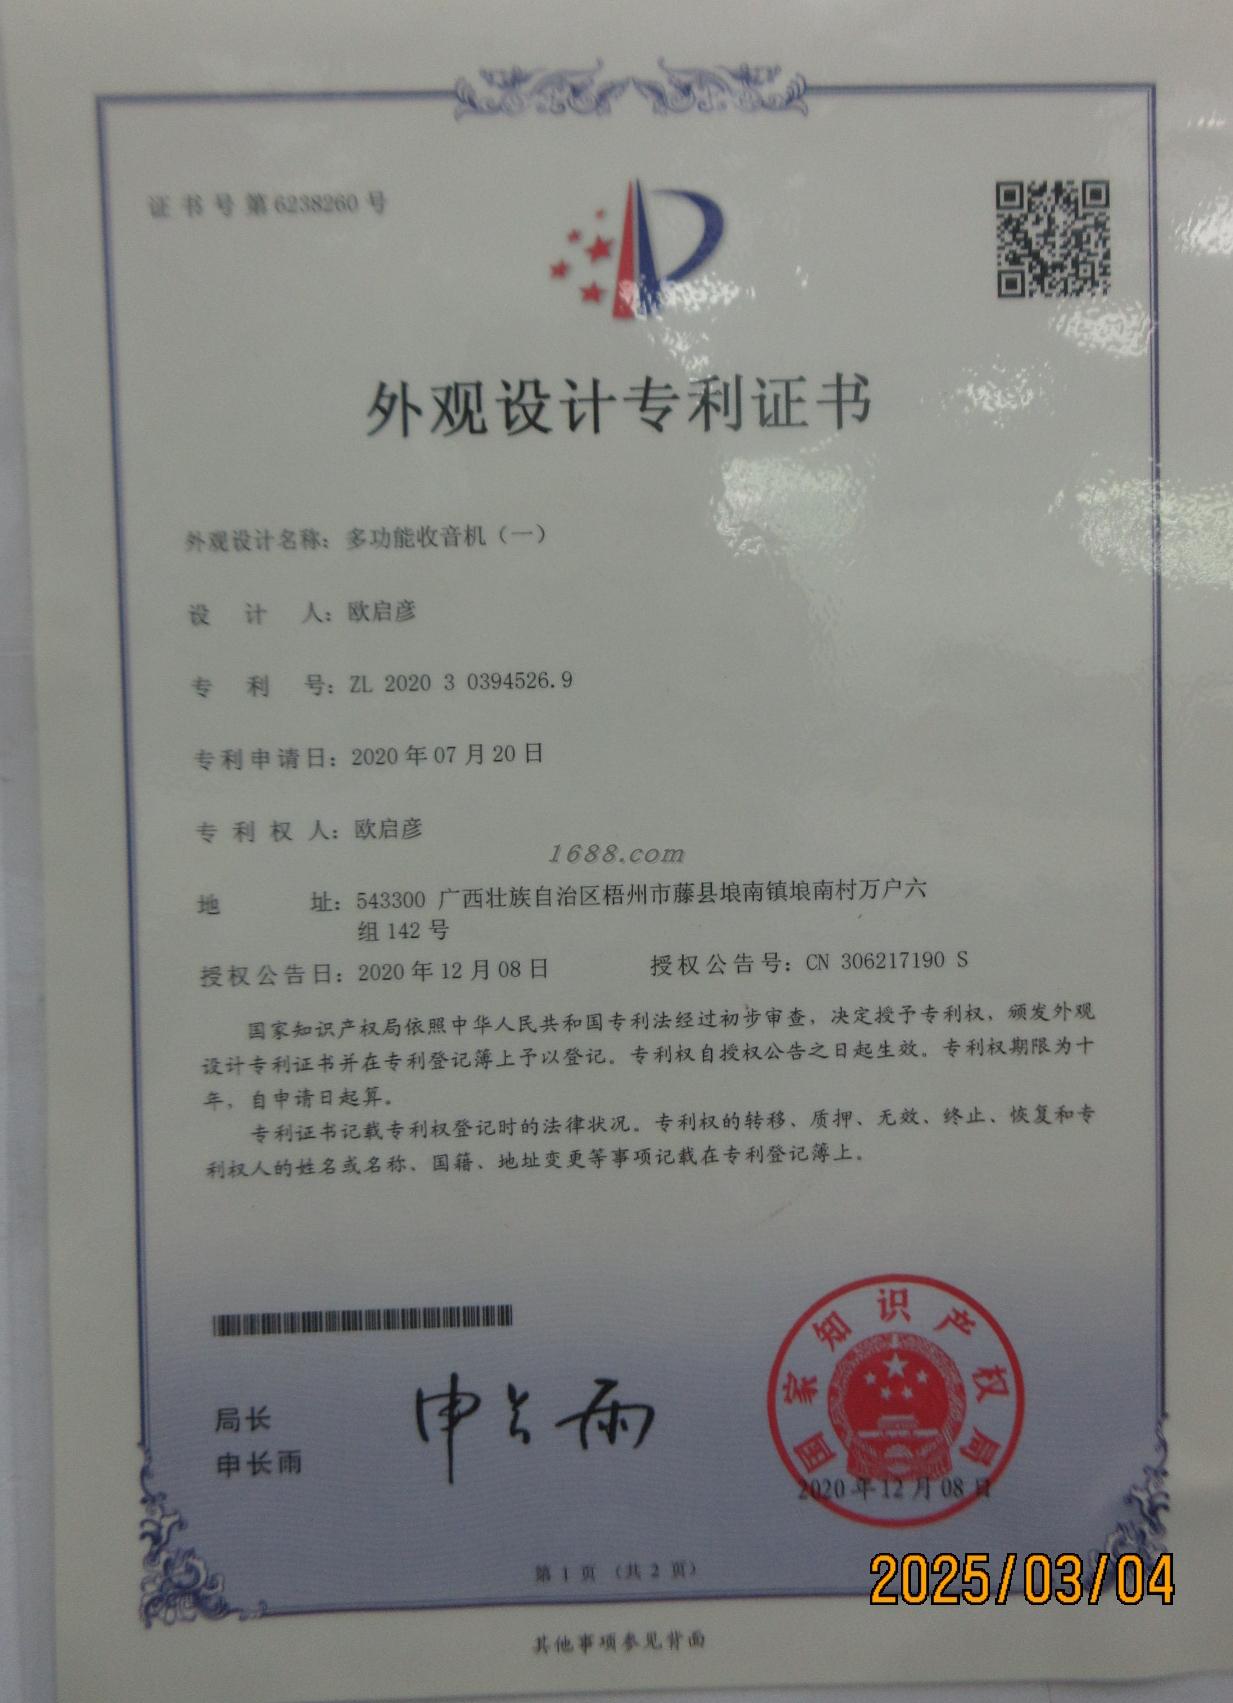 证书号第6238260号
外观设计专利证书
外观设计名称：多功能收音机（一）
设计人：欧启彦
专利号：ZL 2020 3 0394526.9
专利申请日：2020年07月20日
专利权人：欧启彦
1688.com
地址：543300 广西壮族自治区梧州市藤县埌南镇埌南村万户六
组142号
授权公告日：2020年12月08日 授权公告号：CN 306217190 S
国家知识产权局依照中华人民共和国专利法经过初步审查，决定授予专利权，颁发外观
设计专利证书并在专利登记簿上予以登记。专利权自授权公告之日起生效。专利权期限为十
年，自申请日起算。
专利证书记载专利权登记时的法律状况。专利权的转移、质押、无效、终止、恢复和专
利权人的姓名或名称、国籍、地址变更等事项记载在专利登记簿上。
局长
申长雨
申长雨
国家知识产权局
2020年12月08日
第1页（共2页）
2025/03/04
其他事项参见背面